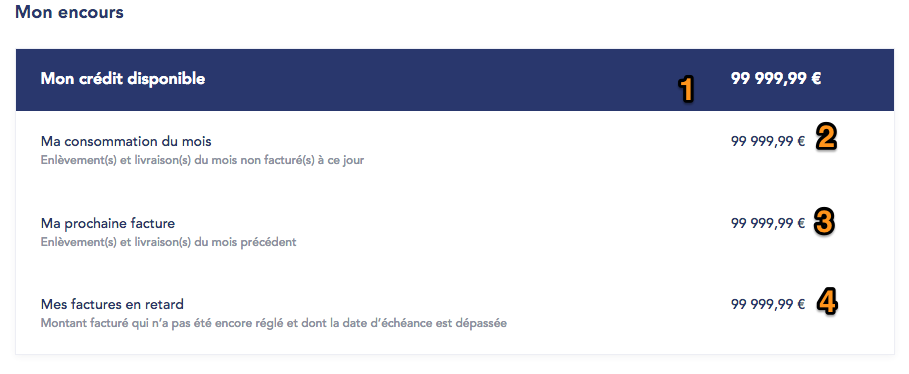 Mon encours
Mon crédit disponible 1 99 999,99 €
Ma consommation du mois 99 999,99 € 2
Enlèvement(s) et livraison(s) du mois non facturé(s) à ce jour
Ma prochaine facture 99 999,99 € 3
Enlèvement(s) et livraison(s) du mois précédent
Mes factures en retard 99 999,99 € 4
Montant facturé qui n'a pas été encore réglé et dont la date d'échéance est dépassée